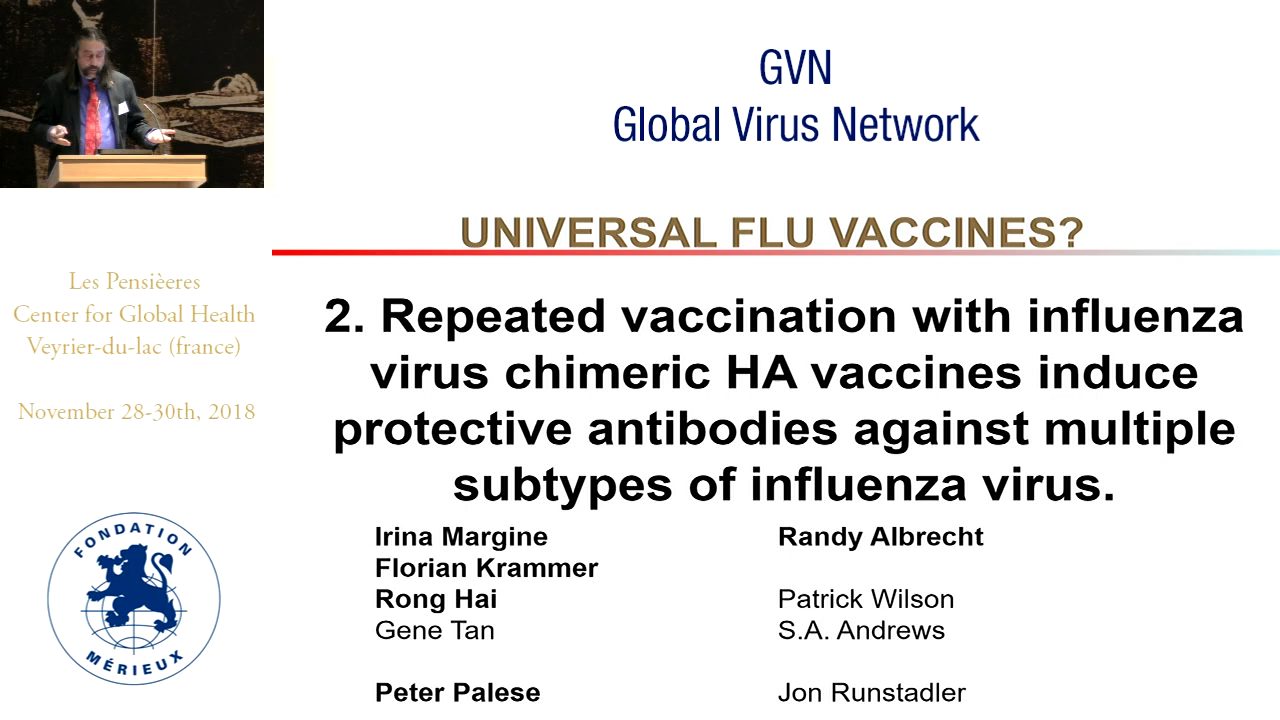 GVN
Global Virus Network
UNIVERSAL FLU VACCINES?
2. Repeated vaccination with influenza
virus chimeric HA vaccines induce
protective antibodies against multiple
subtypes of influenza virus.
Irina Margine
Florian Krammer
Rong Hai
Gene Tan
Peter Palese
Randy Albrecht
Patrick Wilson
S.A. Andrews
Jon Runstadler
Les Pensièeres
Center for Global Health
Veyrier-du-lac (france)
November 28-30th, 2018
FONDATION
MÉRIEUX